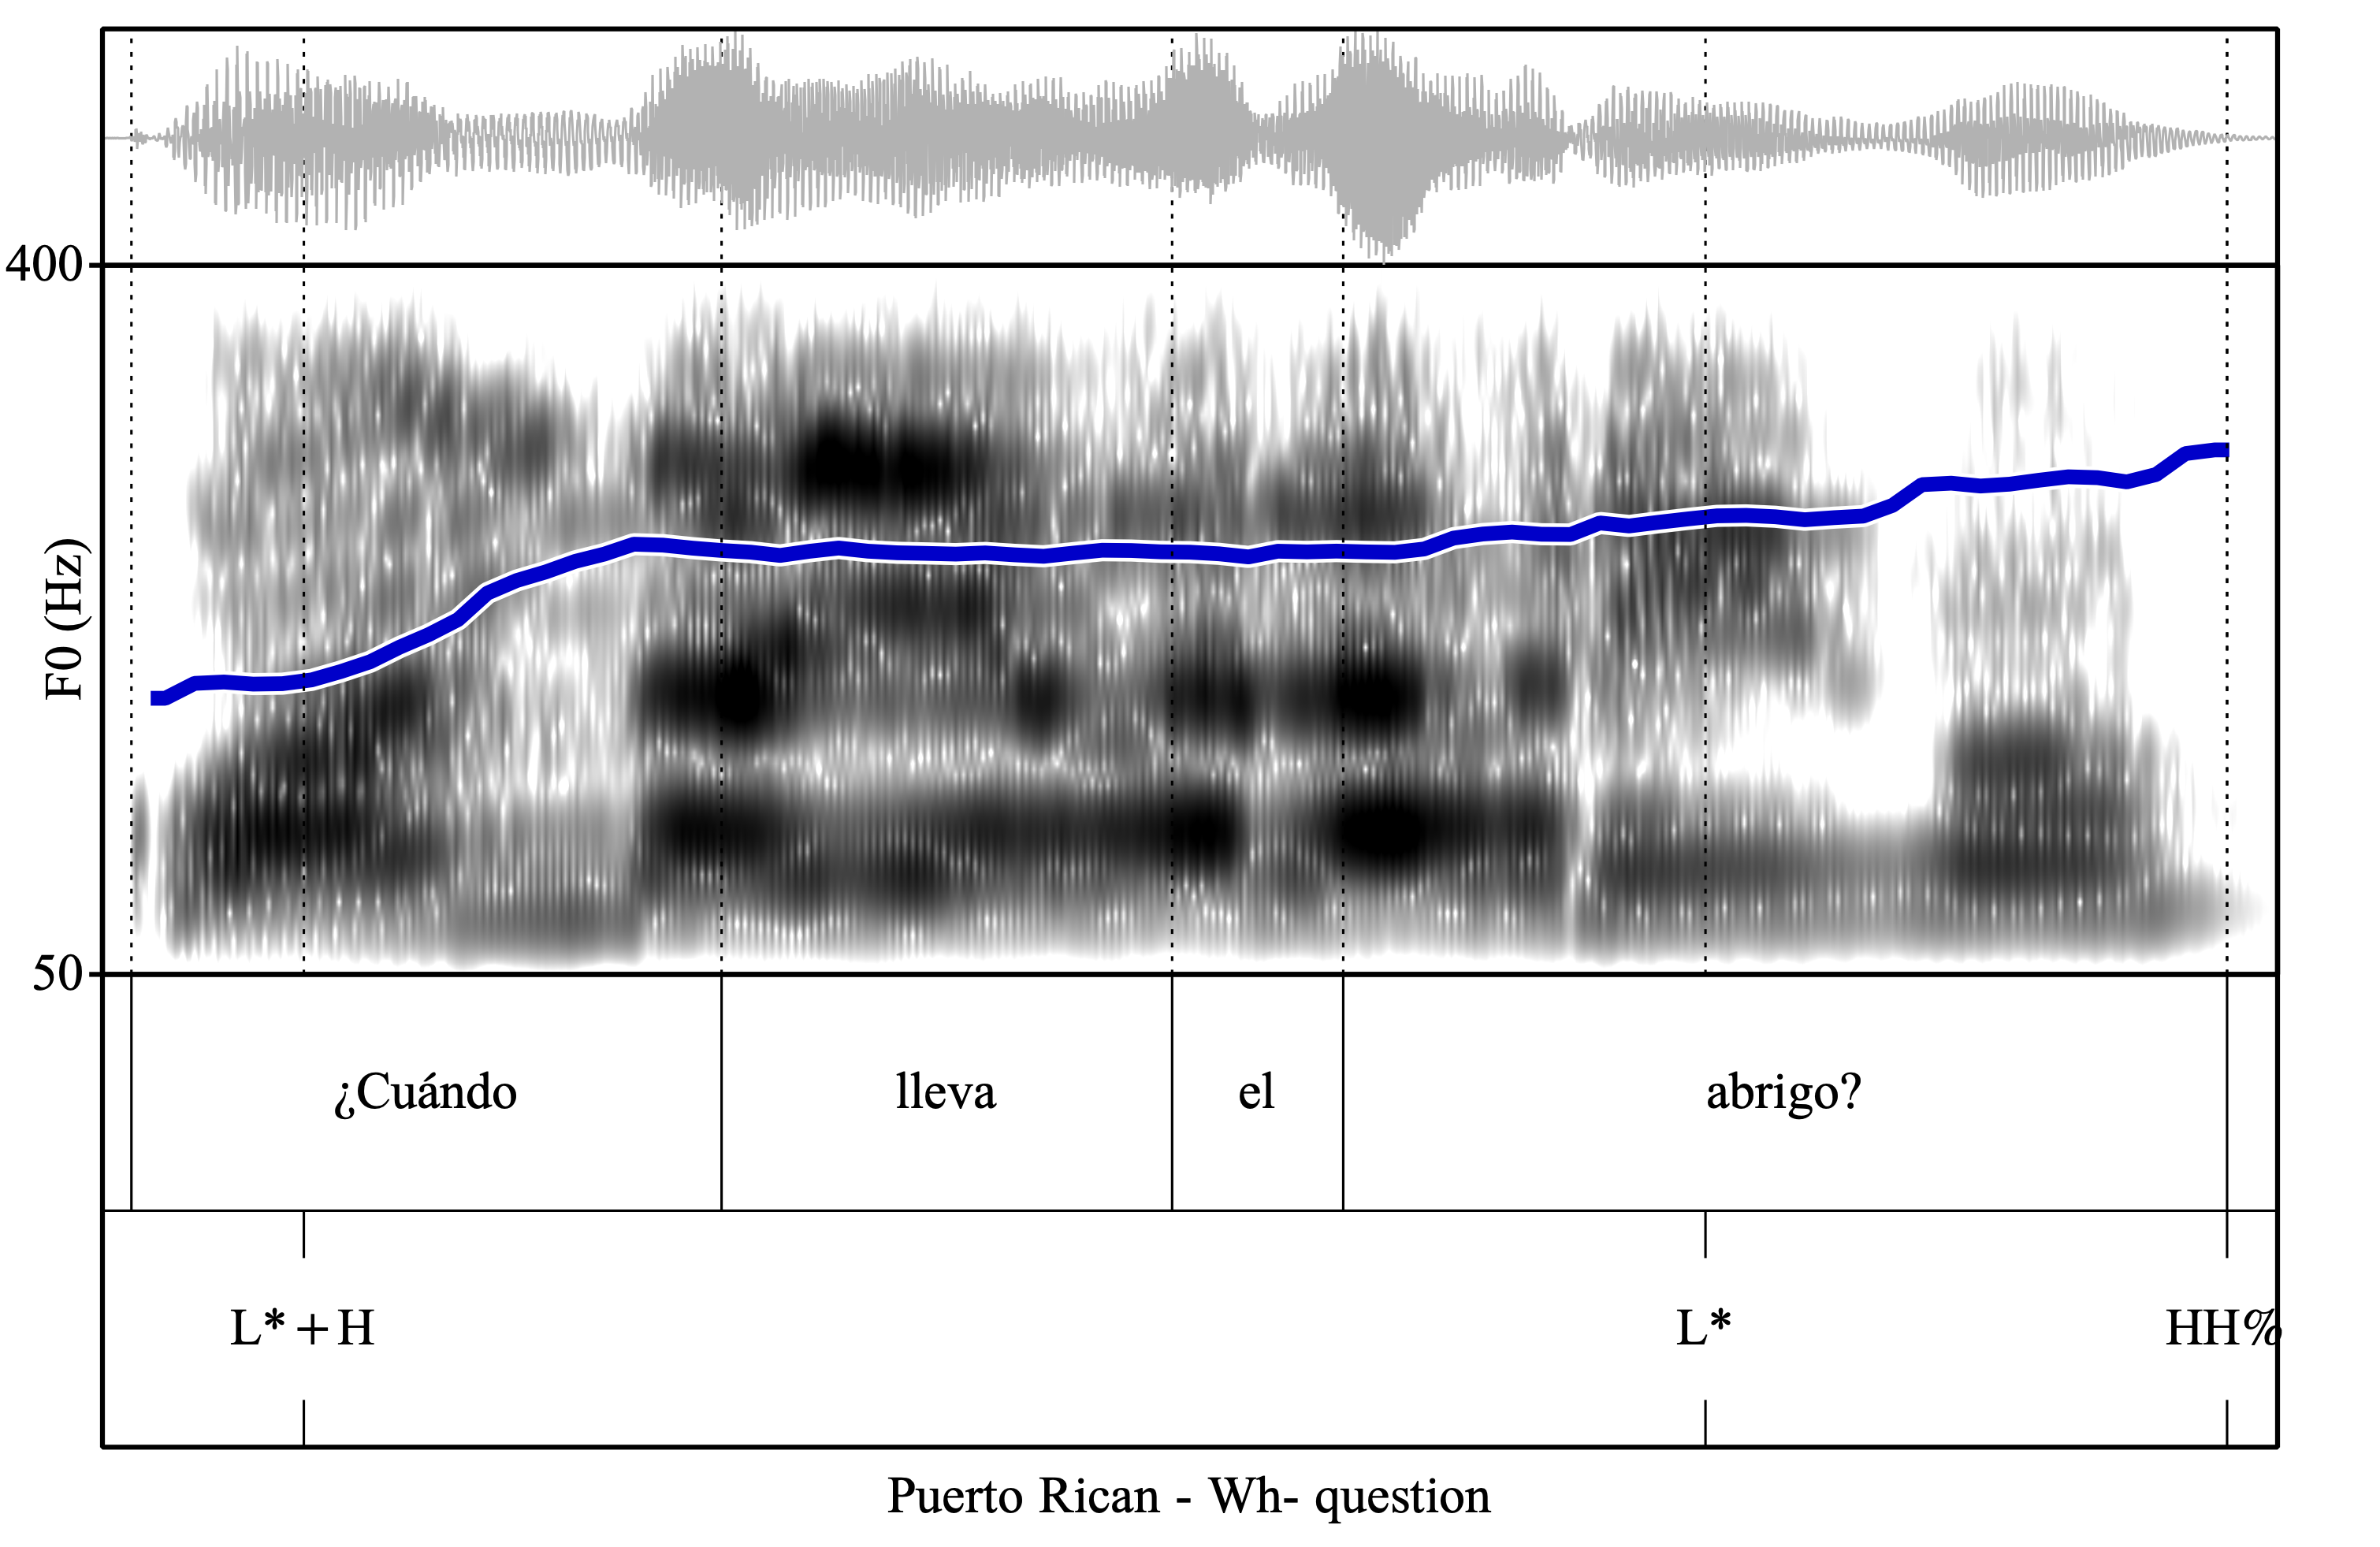 400
F0 (Hz)
50
¿Cuándo lleva el abrigo?
L*+H L* HH%
Puerto Rican - Wh- question